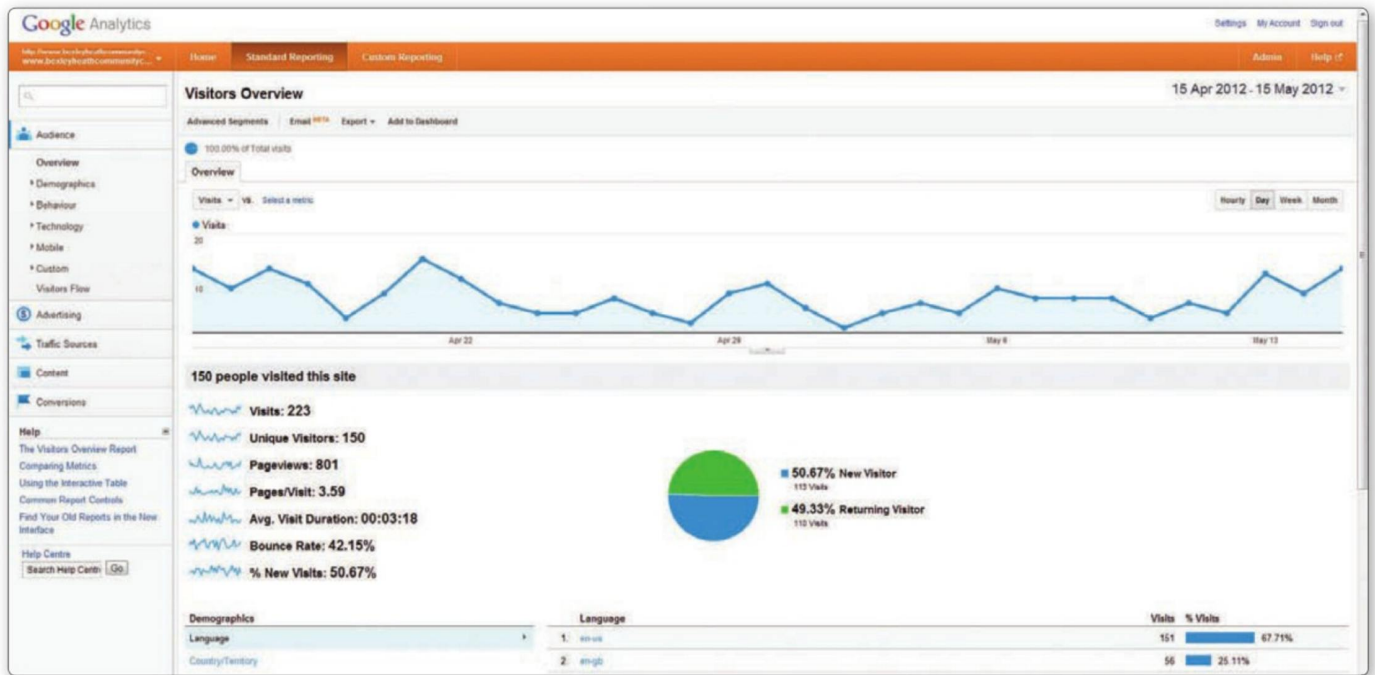 Google Analytics
Settings My Account Sign out
www.bexleyheathcommunityc...
Home Standard Reporting Custom Reporting Admin Help
Visitors Overview
15 Apr 2012 - 15 May 2012
Advanced Segments Email BETA Export Add to Dashboard
100.00% of Total visits
Overview
Visits VS. Select a metric
Hourly Day Week Month
Visits
20
10
Apr 22 Apr 29 May 6 May 13
Audience
Overview
Demographics
Behaviour
Technology
Mobile
Custom
Visitors Flow
Advertising
Traffic Sources
Content
Conversions
Help
The Visitors Overview Report
Comparing Metrics
Using the Interactive Table
Common Report Controls
Find Your Old Reports in the New
Interface
Help Centre
Search Help Centr Go
150 people visited this site
Visits: 223
Unique Visitors: 150
Pageviews: 801
Pages/Visit: 3.59
Avg. Visit Duration: 00:03:18
Bounce Rate: 42.15%
% New Visits: 50.67%
50.67% New Visitor
113 Visits
49.33% Returning Visitor
110 Visits
Demographics
Language
Country/Territory
Language Visits % Visits
1. en-us 151 67.71%
2. en-gb 56 25.11%